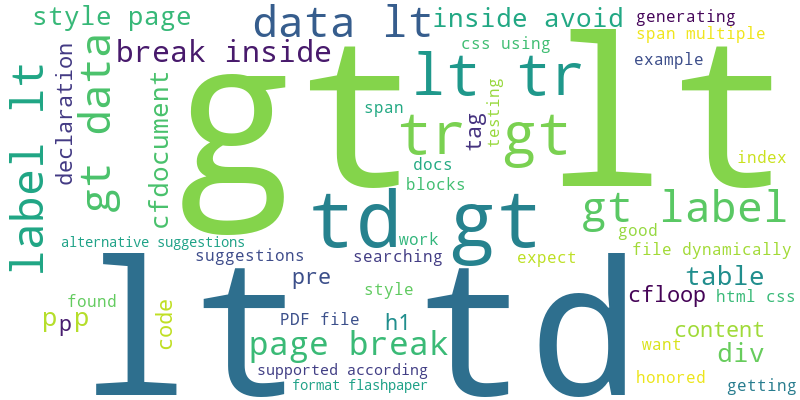 style page
data lt
inside avoid
generating
span multiple
break inside
css using
example
gt
lt
label lt
declaration
gt data
cfdocument
lt tr
span
tr gt
tag
testing
docs
blocks
index
td gt
gt label
good
work
file dynamically
alternative suggestions
suggestions
searching
expect
lt td
pre
table
style
cfloop
html css
found
p
p
p
code
PDF file
h1
content
page break
want
div
supported according
format flashpaper
honored
getting